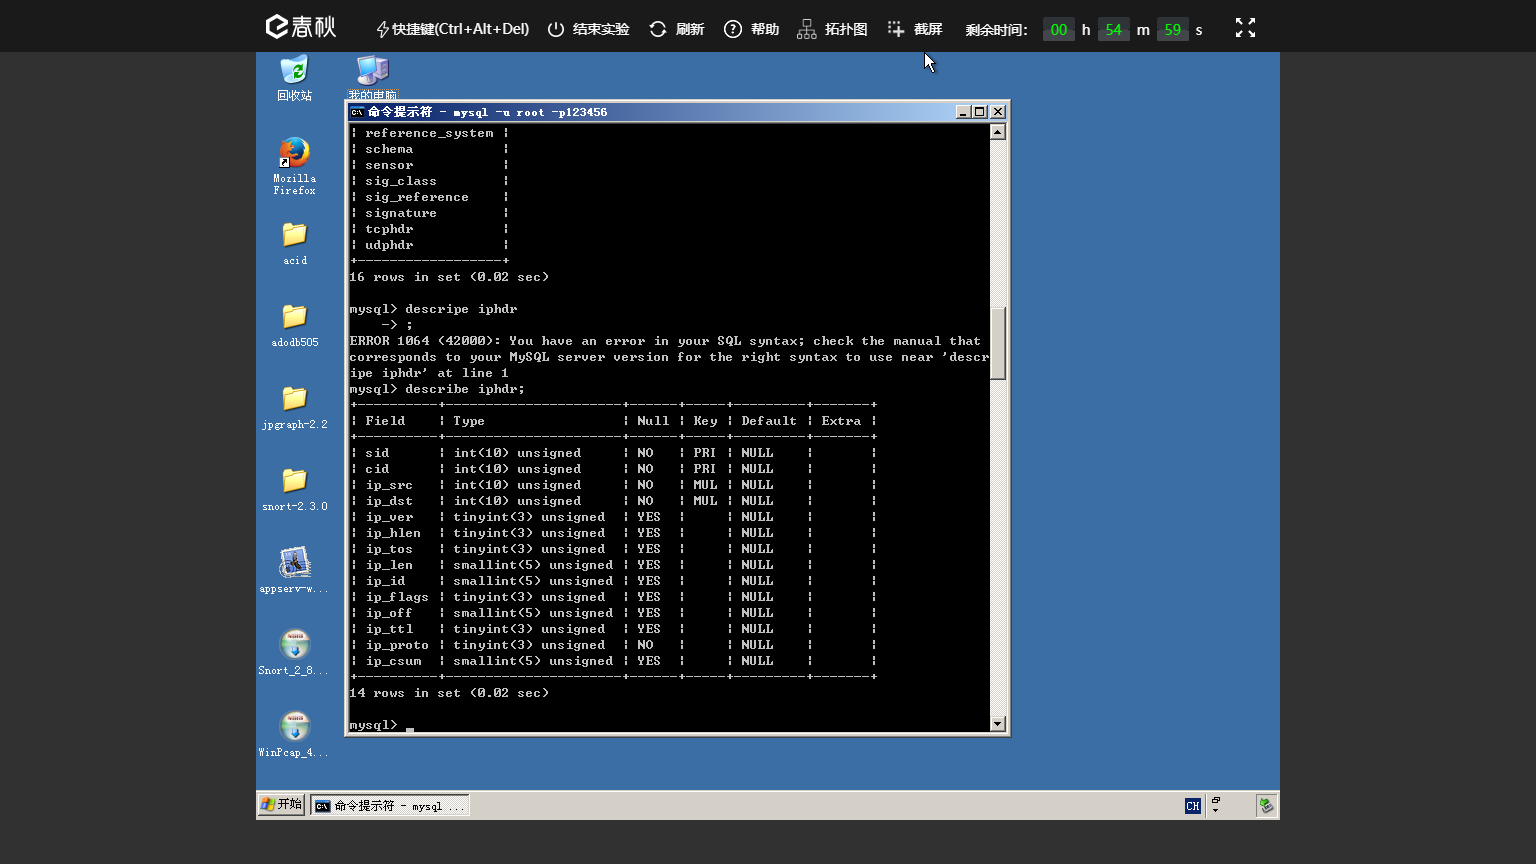 春秋 快捷键(Ctrl+Alt+Del) 结束实验 刷新 帮助 拓扑图 截屏 剩余时间： 00 h 54 m 59 s
回收站
我的电脑
Mozilla
Firefox
acid
adodb505
jpgraph-2.2
snort-2.3.0
appserv-w...
Snort_2_8...
WinPcap_4...
命令提示符 - mysql -u root -p123456
| reference_system |
| schema |
| sensor |
| sig_class |
| sig_reference |
| signature |
| tcphdr |
| udphdr |
+------------------+
16 rows in set (0.02 sec)
mysql> descripe iphdr
-> ;
ERROR 1064 (42000): You have an error in your SQL syntax; check the manual that
corresponds to your MySQL server version for the right syntax to use near 'descr
ipe iphdr' at line 1
mysql> describe iphdr;
+----------+----------------------+------+-----+---------+-------+
| Field | Type | Null | Key | Default | Extra |
+----------+----------------------+------+-----+---------+-------+
| sid | int(10) unsigned | NO | PRI | NULL | |
| cid | int(10) unsigned | NO | PRI | NULL | |
| ip_src | int(10) unsigned | NO | MUL | NULL | |
| ip_dst | int(10) unsigned | NO | MUL | NULL | |
| ip_ver | tinyint(3) unsigned | YES | | NULL | |
| ip_hlen | tinyint(3) unsigned | YES | | NULL | |
| ip_tos | tinyint(3) unsigned | YES | | NULL | |
| ip_len | smallint(5) unsigned | YES | | NULL | |
| ip_id | smallint(5) unsigned | YES | | NULL | |
| ip_flags | tinyint(3) unsigned | YES | | NULL | |
| ip_off | smallint(5) unsigned | YES | | NULL | |
| ip_ttl | tinyint(3) unsigned | YES | | NULL | |
| ip_proto | tinyint(3) unsigned | NO | | NULL | |
| ip_csum | smallint(5) unsigned | YES | | NULL | |
+----------+----------------------+------+-----+---------+-------+
14 rows in set (0.02 sec)
mysql> _
开始 命令提示符 - mysql ... CH